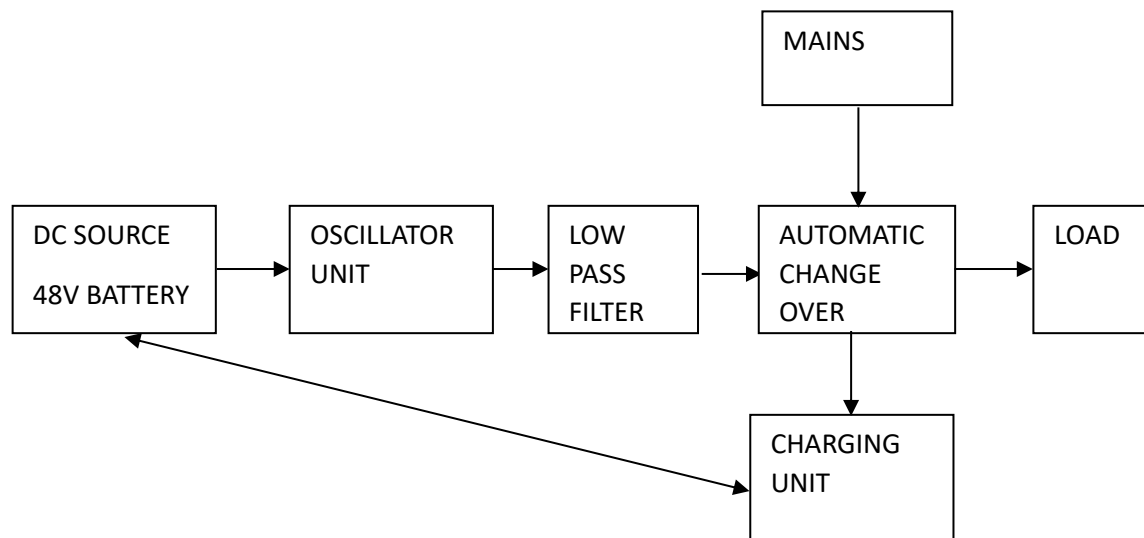 MAINS
DC SOURCE
48V BATTERY
OSCILLATOR
UNIT
LOW
PASS
FILTER
AUTOMATIC
CHANGE
OVER
LOAD
CHARGING
UNIT